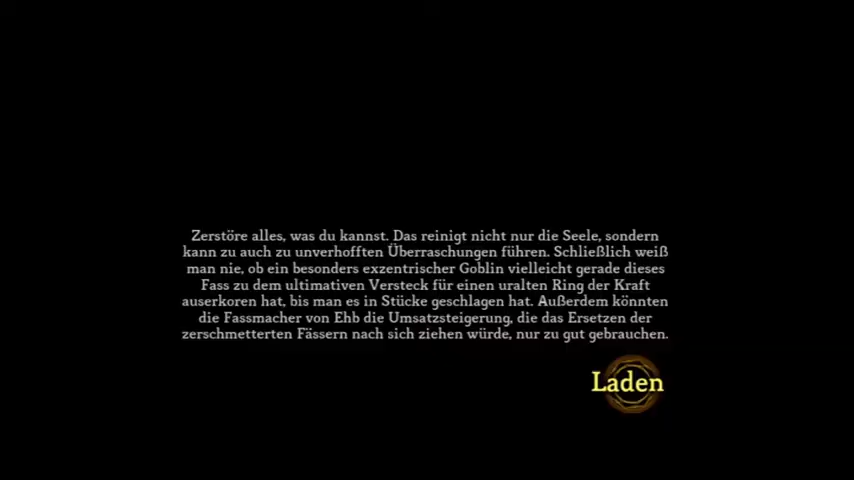 Zerstöre alles, was du kannst. Das reinigt nicht nur die Seele, sondern
kann zu auch zu unverhofften Überraschungen führen. Schließlich weiß
man nie, ob ein besonders exzentrischer Goblin vielleicht gerade dieses
Fass zu dem ultimativen Versteck für einen uralten Ring der Kraft
auserkoren hat, bis man es in Stücke geschlagen hat. Außerdem könnten
die Fassmacher von Ehb die Umsatzsteigerung, die das Ersetzen der
zerschmetterten Fässern nach sich ziehen würde, nur zu gut gebrauchen.
Laden